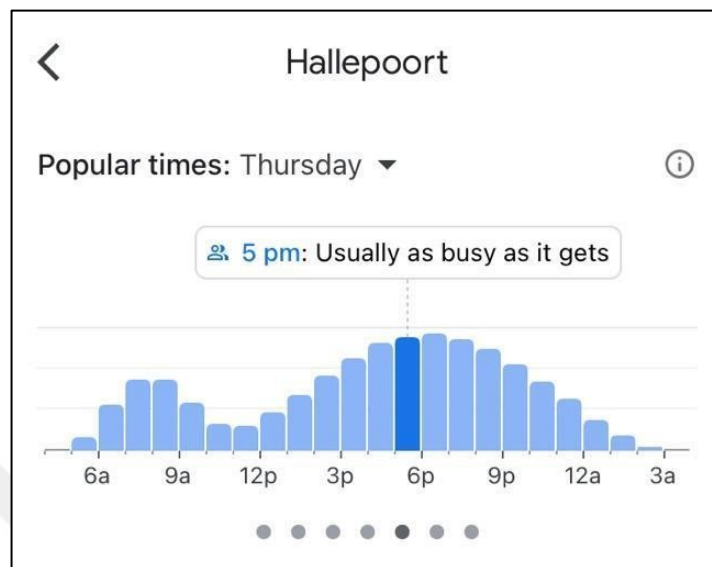 Hallepoort
Popular times: Thursday
5 pm: Usually as busy as it gets
6a 9a 12p 3p 6p 9p 12a 3a